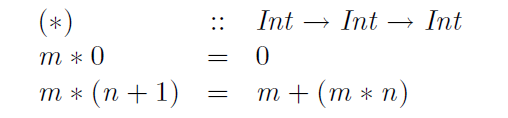 (∗) :: Int → Int → Int
m ∗ 0 = 0
m ∗ (n + 1) = m + (m ∗ n)